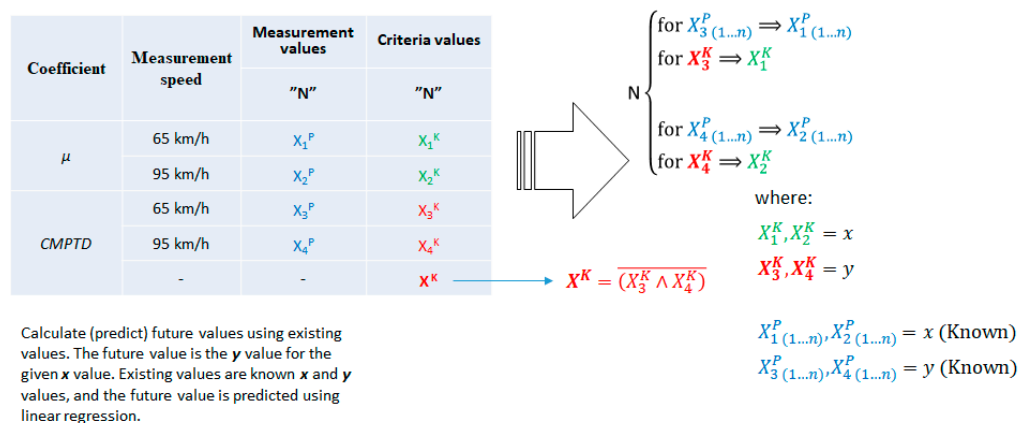 Coefficient Measurement speed Measurement values Criteria values
"N" "N"
μ 65 km/h X₁ᴾ X₁ᴷ
95 km/h X₂ᴾ X₂ᴷ
CMPTD 65 km/h X₃ᴾ X₃ᴷ
95 km/h X₄ᴾ X₄ᴷ
- - Xᴷ
Xᴷ = (X₃ᴷ ∧ X₄ᴷ)
Calculate (predict) future values using existing
values. The future value is the y value for the
given x value. Existing values are known x and y
values, and the future value is predicted using
linear regression.
N
for X₃ᴾ (1…n) ⟹ X₁ᴾ (1…n)
for X₃ᴷ ⟹ X₁ᴷ
for X₄ᴾ (1…n) ⟹ X₂ᴾ (1…n)
for X₄ᴷ ⟹ X₂ᴷ
where:
X₁ᴷ, X₂ᴷ = x
X₃ᴷ, X₄ᴷ = y
X₁ᴾ (1…n), X₂ᴾ (1…n) = x (Known)
X₃ᴾ (1…n), X₄ᴾ (1…n) = y (Known)